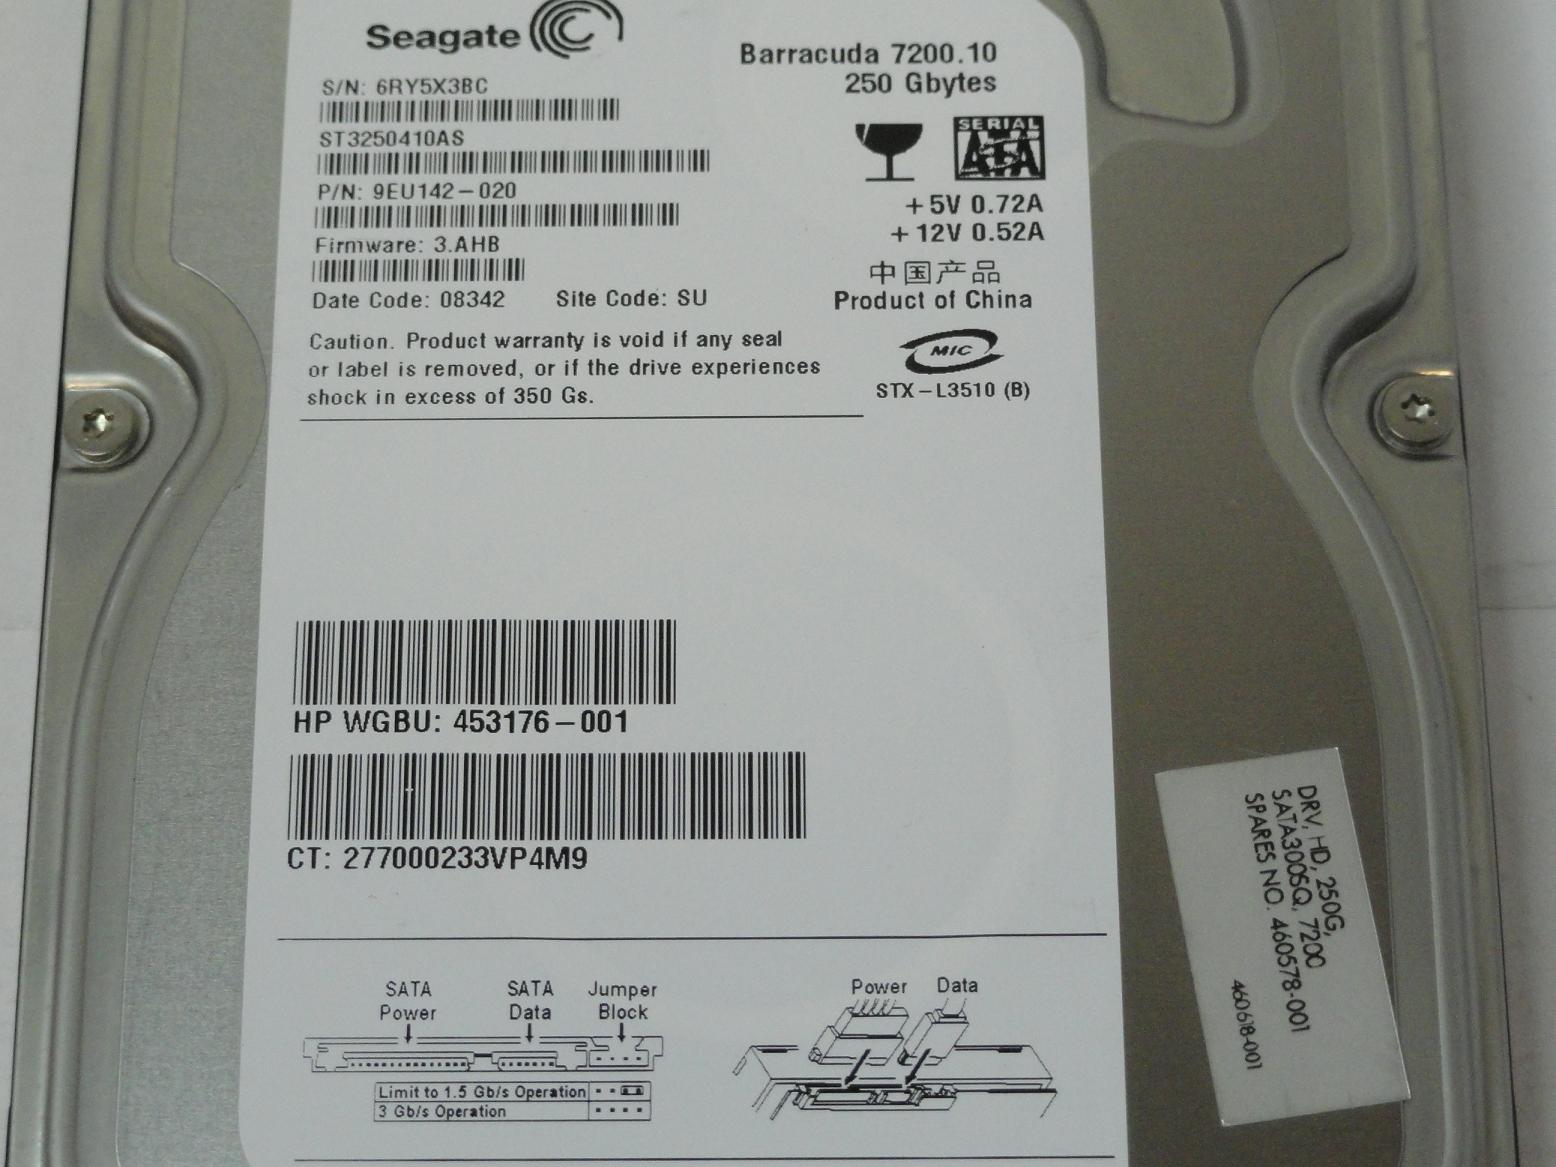 Seagate
Barracuda 7200.10
250 Gbytes
S/N: 6RY5X3BC
ST3250410AS
P/N: 9EU142-020
Firmware: 3.AHB
Date Code: 08342 Site Code: SU
SERIAL
ATA
+5V 0.72A
+12V 0.52A
中国产品
Product of China
Caution. Product warranty is void if any seal
or label is removed, or if the drive experiences
shock in excess of 350 Gs.
MIC
STX-L3510 (B)
HP WGBU: 453176-001
CT: 277000233VP4M9
SATA
Power
SATA
Data
Jumper
Block
Limit to 1.5 Gb/s Operation
3 Gb/s Operation
Power Data
DRV, HD, 250G,
SATA300SQ, 7200
SPARES NO. 460578-001
460618-001